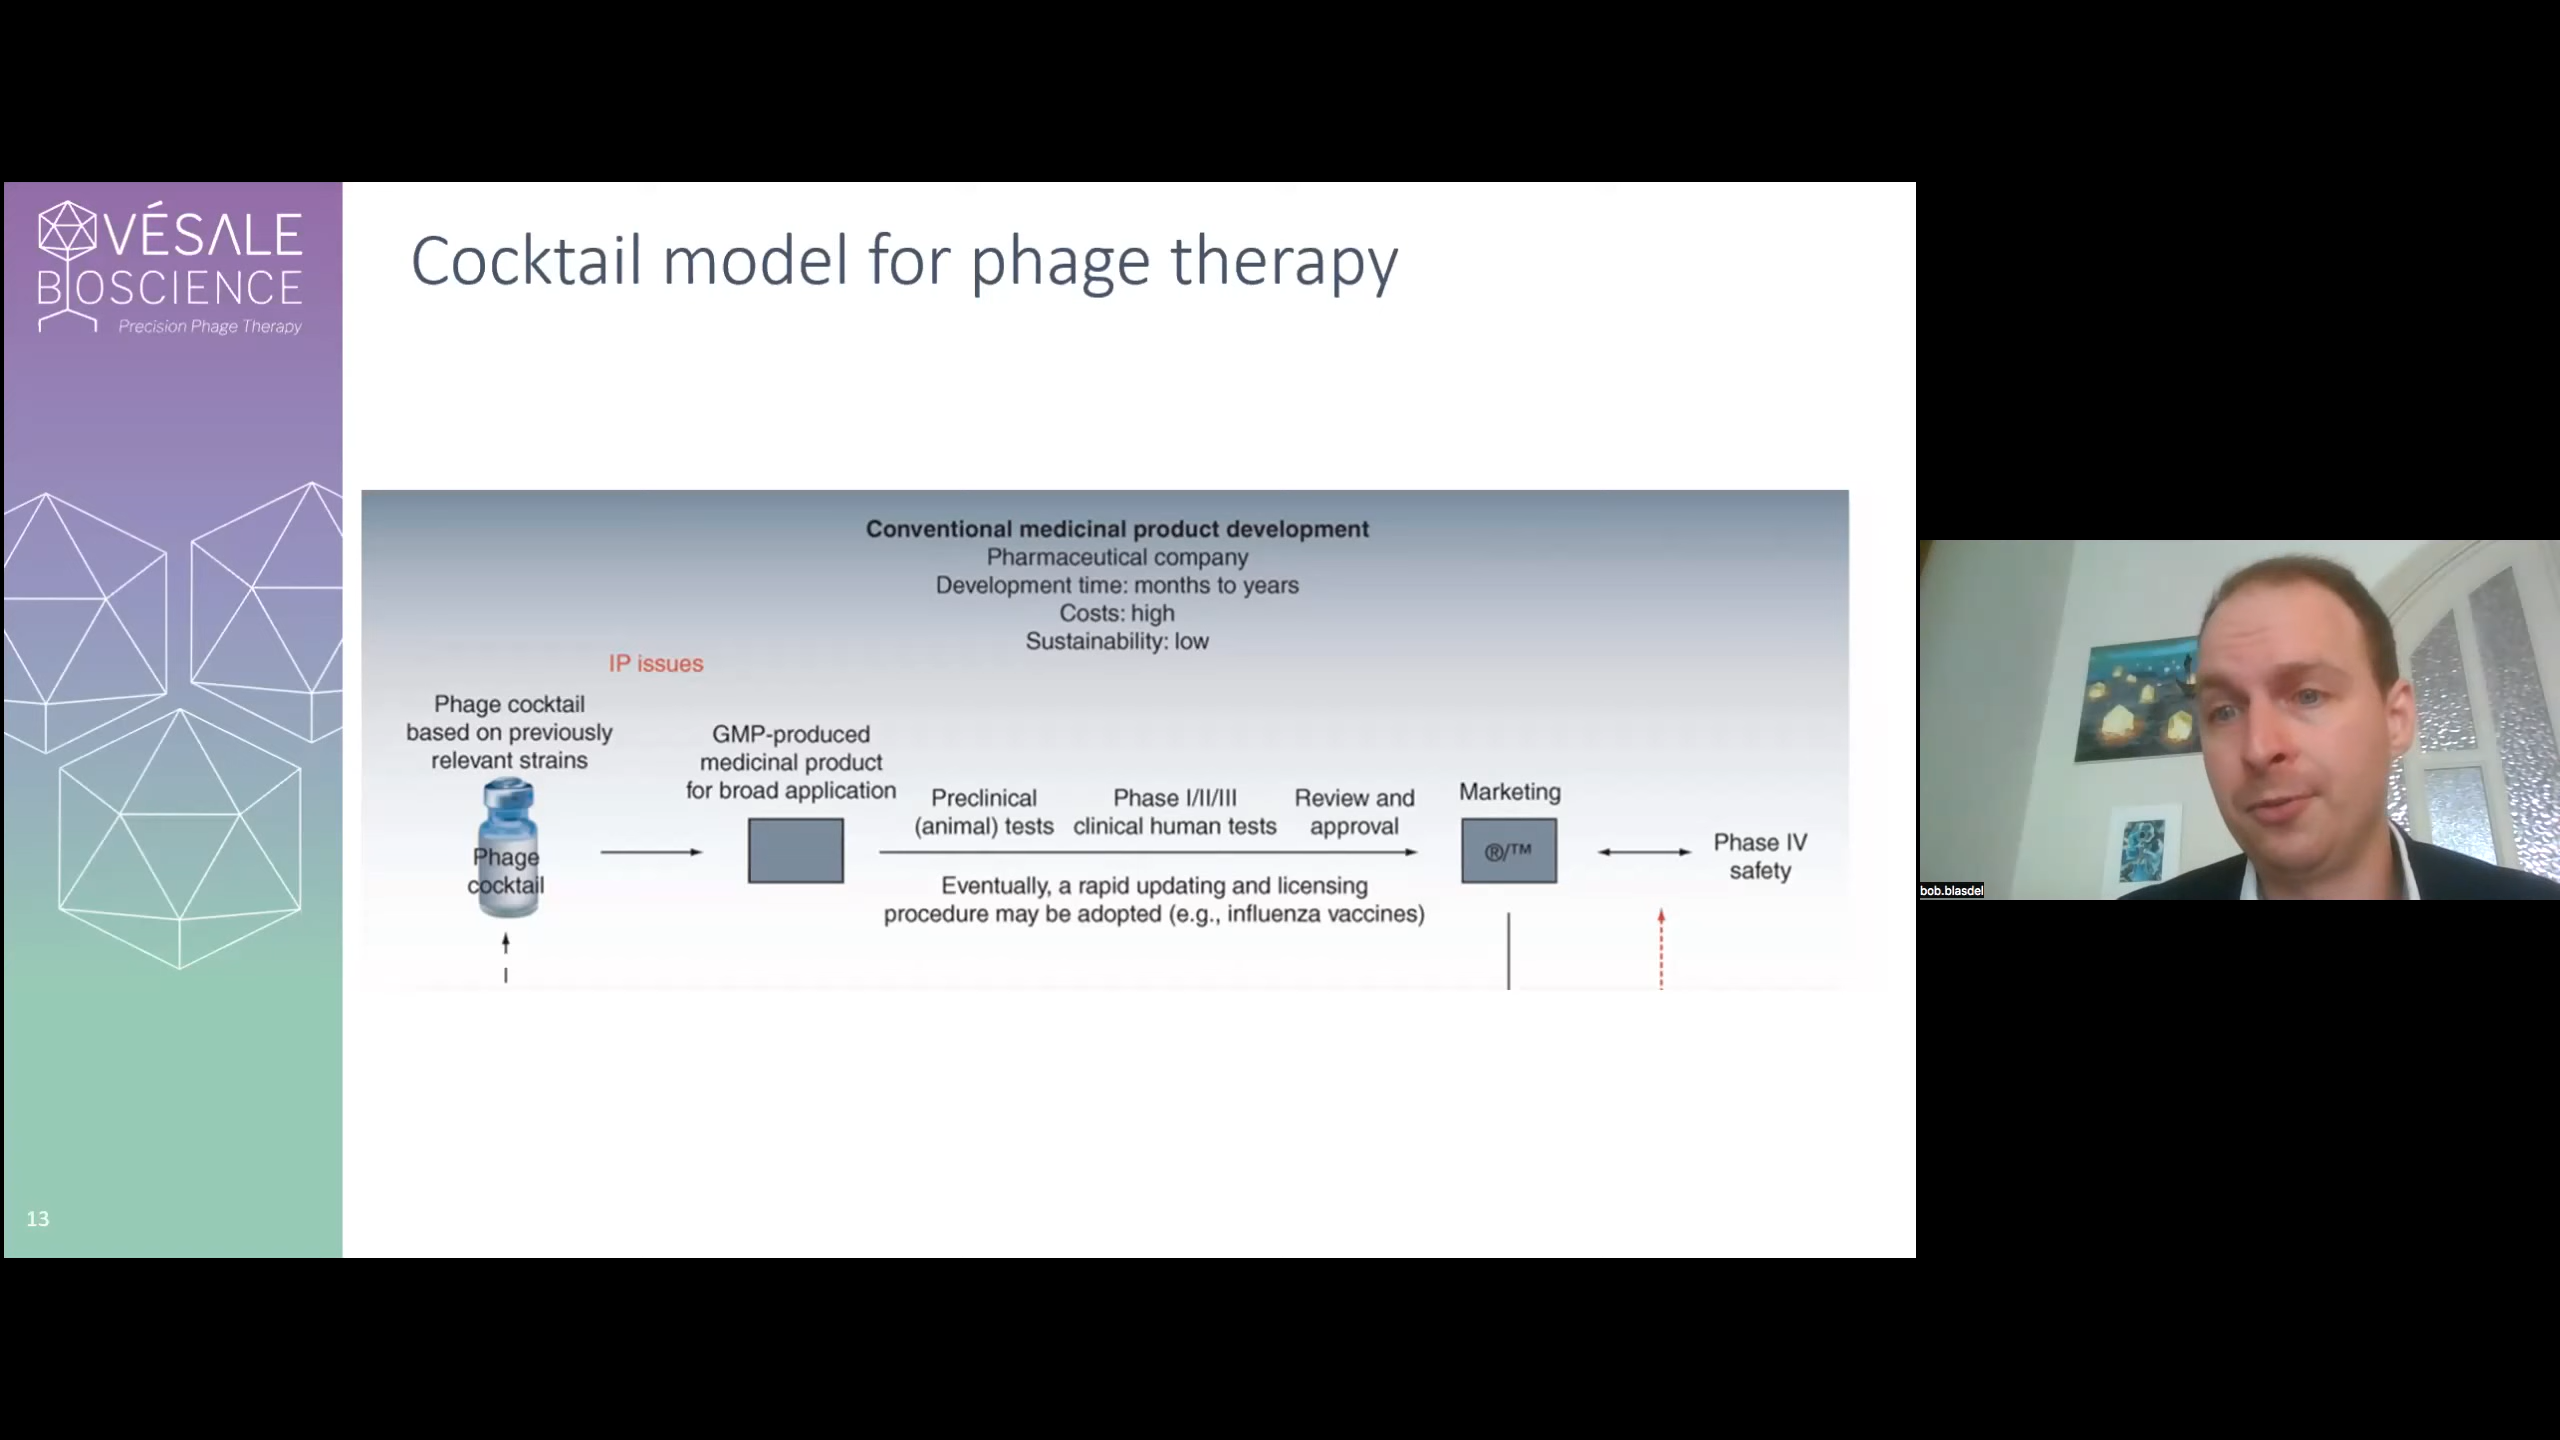 VÉSALE
BIOSCIENCE
Precision Phage Therapy
Cocktail model for phage therapy
Conventional medicinal product development
Pharmaceutical company
Development time: months to years
Costs: high
Sustainability: low
IP issues
Phage cocktail
based on previously
relevant strains
Phage
cocktail
GMP-produced
medicinal product
for broad application
Preclinical
(animal) tests
Phase I/II/III
clinical human tests
Review and
approval
Eventually, a rapid updating and licensing
procedure may be adopted (e.g., influenza vaccines)
Marketing
®/™
Phase IV
safety
13
bob.blasdel